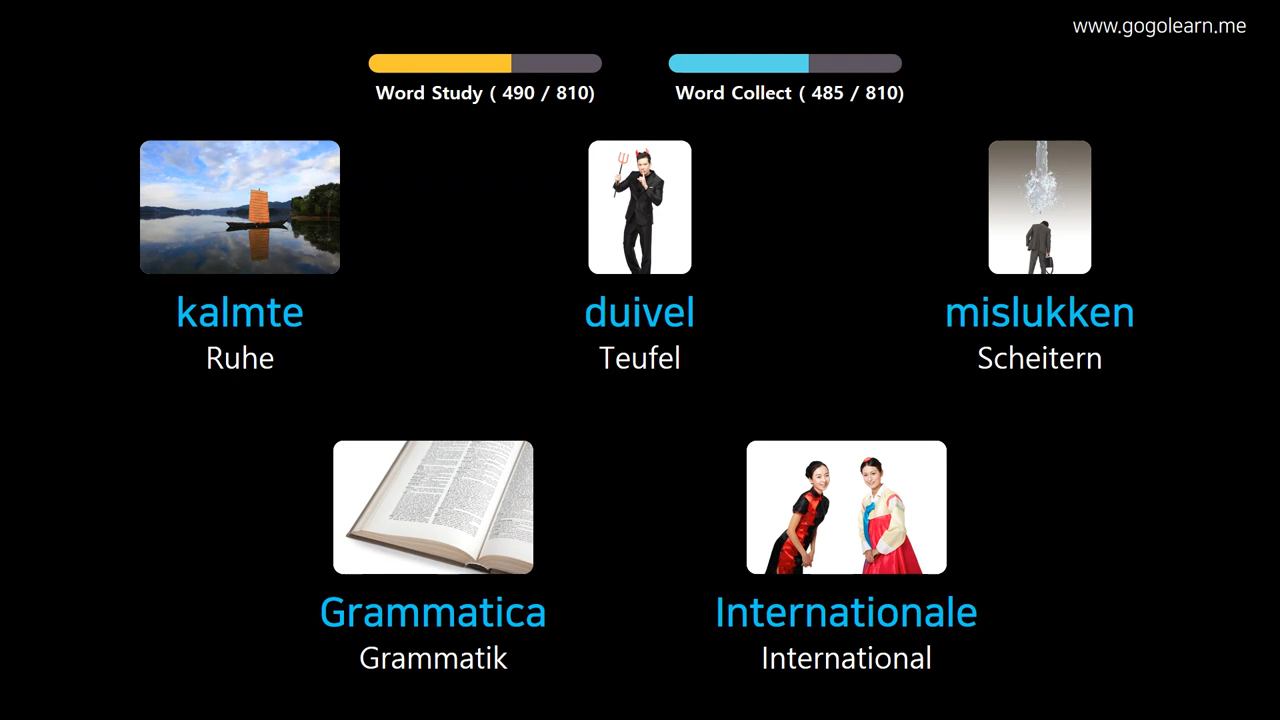 www.gogolearn.me
Word Study ( 490 / 810)
Word Collect ( 485 / 810)
kalmte
Ruhe
duivel
Teufel
mislukken
Scheitern
Grammatica
Grammatik
Internationale
International